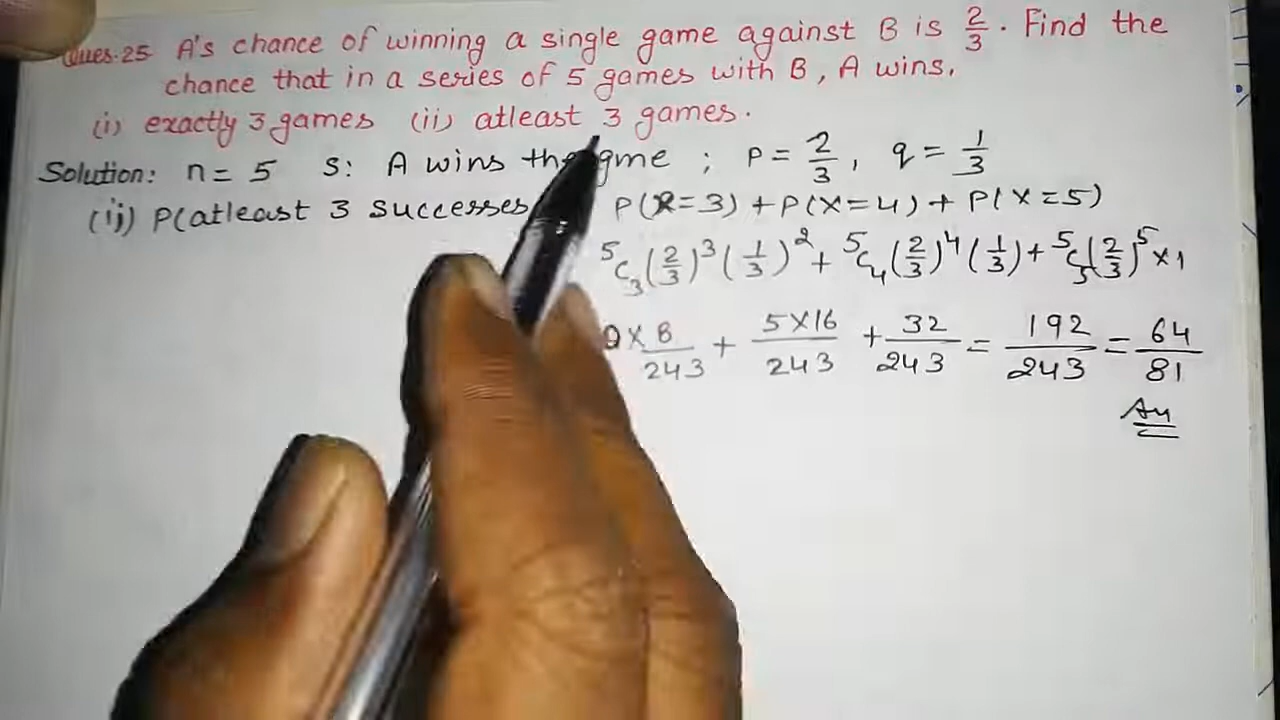 Ques.25 A's chance of winning a single game against B is 2/3. Find the
chance that in a series of 5 games with B, A wins.
(i) exactly 3 games (ii) atleast 3 games.
Solution: n = 5 S: A wins the gme ; P = 2/3, q = 1/3
(ii) P(atleast 3 successes P(X=3) + P(X=4) + P(X=5)
⁵C₃(2/3)³(1/3)² + ⁵C₄(2/3)⁴(1/3) + ⁵C₅(2/3)⁵×1
× 8/243 + 5×16/243 + 32/243 = 192/243 = 64/81